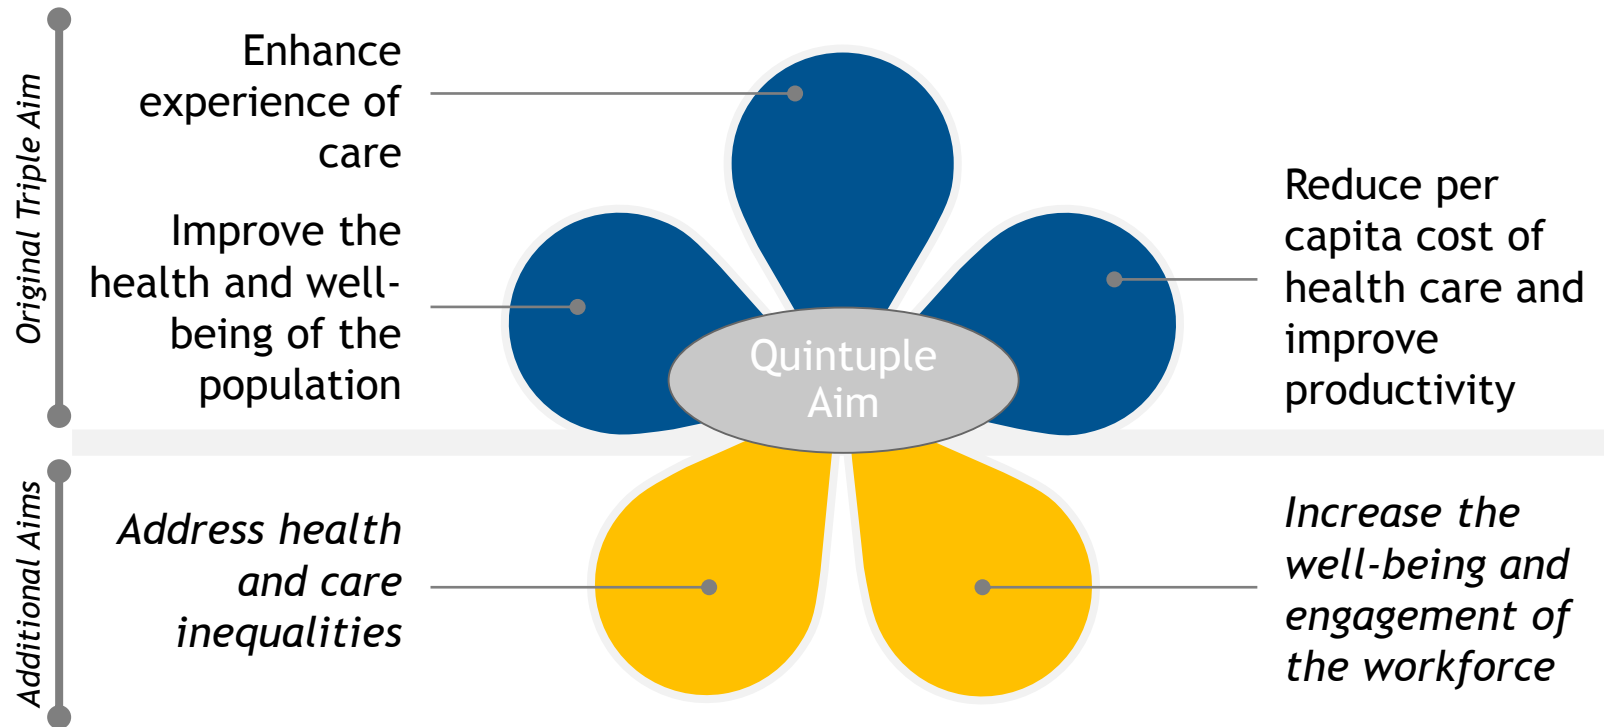 Original Triple Aim
Enhance
experience of
care
Improve the
health and well-
being of the
population
Reduce per
capita cost of
health care and
improve
productivity
Quintuple
Aim
Additional Aims
Address health
and care
inequalities
Increase the
well-being and
engagement of
the workforce